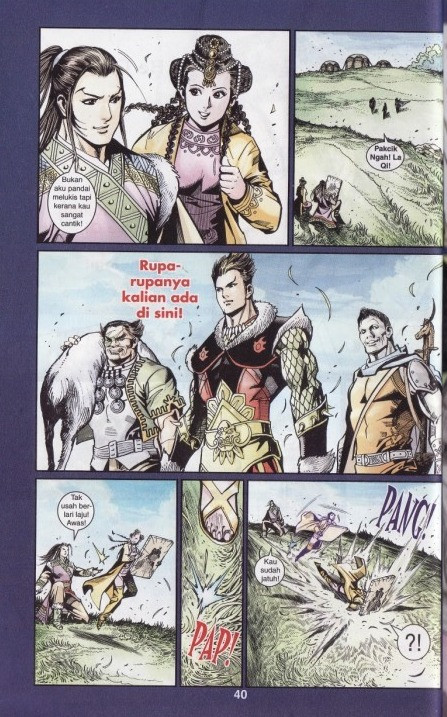 Bukan
aku pandai
melukis tapi
kerana kau
sangat
cantik!
Pakcik
Ngah! La
Qi!
Rupa-
rupanya
kalian ada
di sini!
Tak
usah ber-
lari laju!
Awas!
PAP!
PANG!
Kau
sudah
jatuh!
?!
40